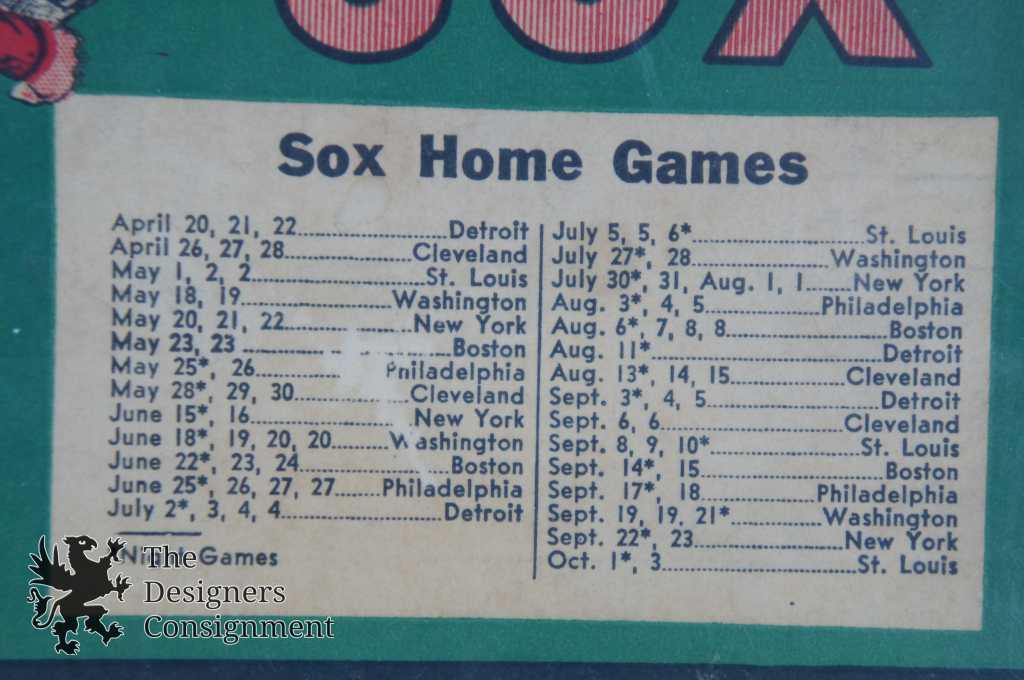 SOX
Sox Home Games
April 20, 21, 22........Detroit
April 26, 27, 28........Cleveland
May 1, 2, 2........St. Louis
May 18, 19........Washington
May 20, 21, 22........New York
May 23, 23........Boston
May 25*, 26........Philadelphia
May 28*, 29, 30........Cleveland
June 15*, 16........New York
June 18*, 19, 20, 20........Washington
June 22*, 23, 24........Boston
June 25*, 26, 27, 27........Philadelphia
July 2*, 3, 4, 4........Detroit
Games
July 5, 5, 6*........St. Louis
July 27*, 28........Washington
July 30*, 31, Aug. 1, 1........New York
Aug. 3*, 4, 5........Philadelphia
Aug. 6*, 7, 8, 8........Boston
Aug. 11*........Detroit
Aug. 13*, 14, 15........Cleveland
Sept. 3*, 4, 5........Detroit
Sept. 6, 6........Cleveland
Sept. 8, 9, 10*........St. Louis
Sept. 14*, 15........Boston
Sept. 17*, 18........Philadelphia
Sept. 19, 19, 21*........Washington
Sept. 22*, 23........New York
Oct. 1*, 3........St. Louis
The
Designers
Consignment